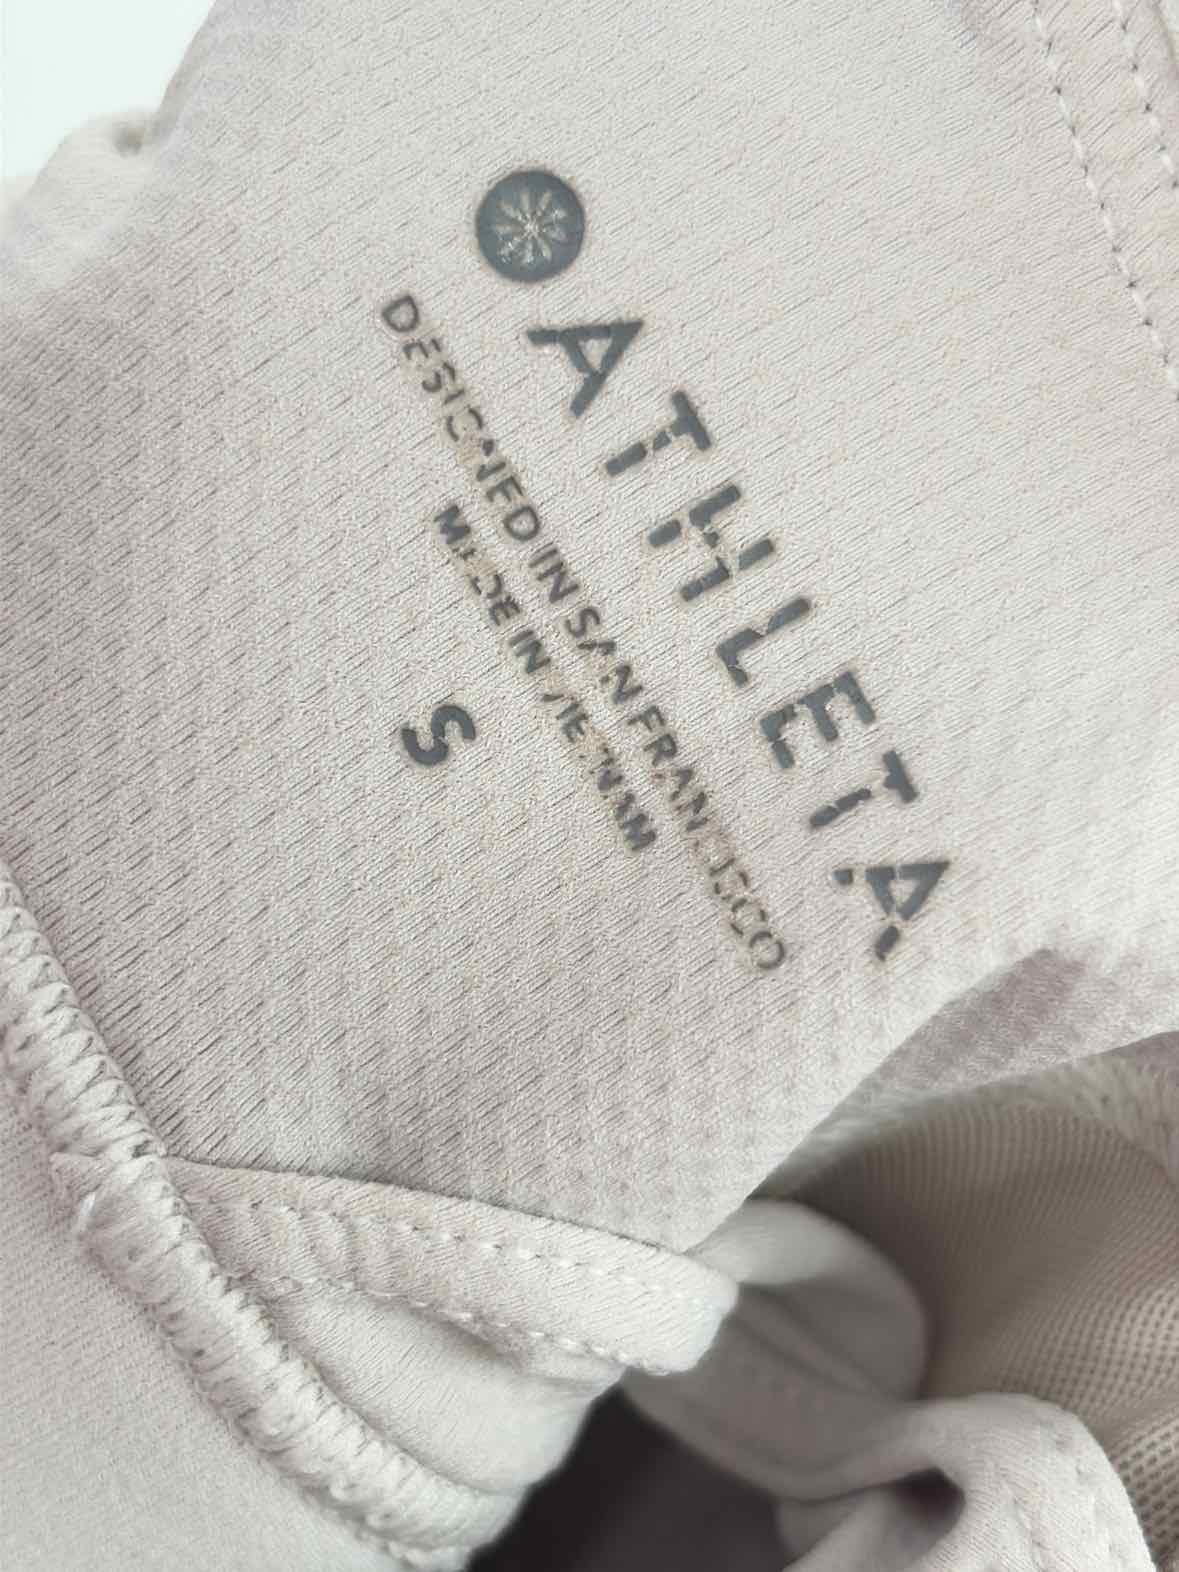 ATHLETA
DESIGNED IN SAN FRANCISCO
MADE IN VIETNAM
S